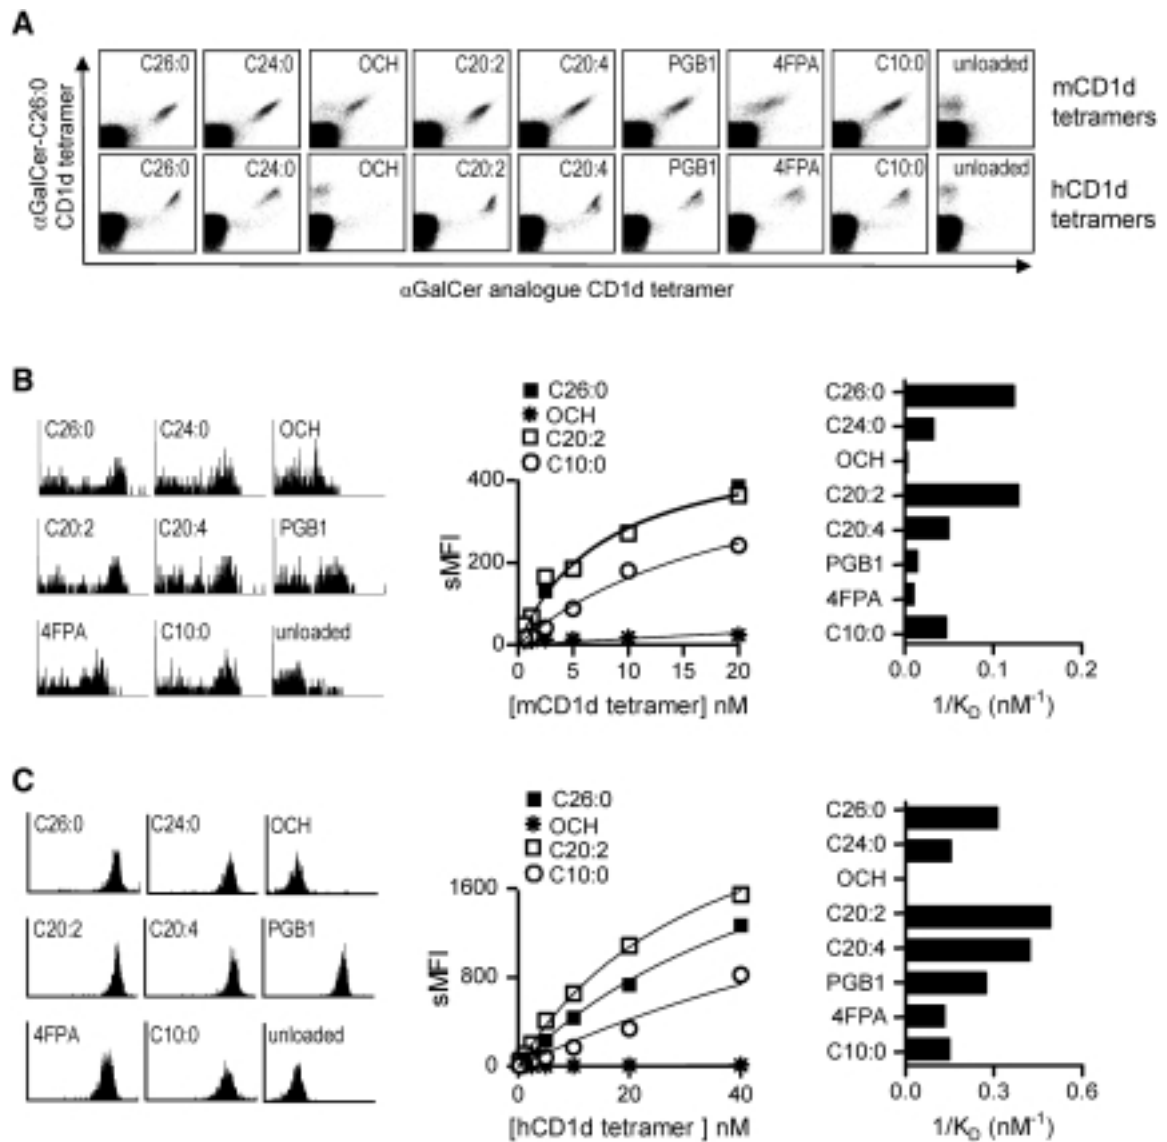 A
αGalCer-C26:0
CD1d tetramer
C26:0 C24:0 OCH C20:2 C20:4 PGB1 4FPA C10:0 unloaded
mCD1d
tetramers
C26:0 C24:0 OCH C20:2 C20:4 PGB1 4FPA C10:0 unloaded
hCD1d
tetramers
αGalCer analogue CD1d tetramer
B
C26:0 C24:0 OCH
C20:2 C20:4 PGB1
4FPA C10:0 unloaded
C26:0
OCH
C20:2
C10:0
400
200
0
sMFI
0 5 10 15 20
[mCD1d tetramer] nM
C26:0
C24:0
OCH
C20:2
C20:4
PGB1
4FPA
C10:0
0.0 0.1 0.2
1/K_D (nM⁻¹)
C
C26:0 C24:0 OCH
C20:2 C20:4 PGB1
4FPA C10:0 unloaded
C26:0
OCH
C20:2
C10:0
1600
800
0
sMFI
0 20 40
[hCD1d tetramer ] nM
C26:0
C24:0
OCH
C20:2
C20:4
PGB1
4FPA
C10:0
0.0 0.3 0.6
1/K_D (nM⁻¹)